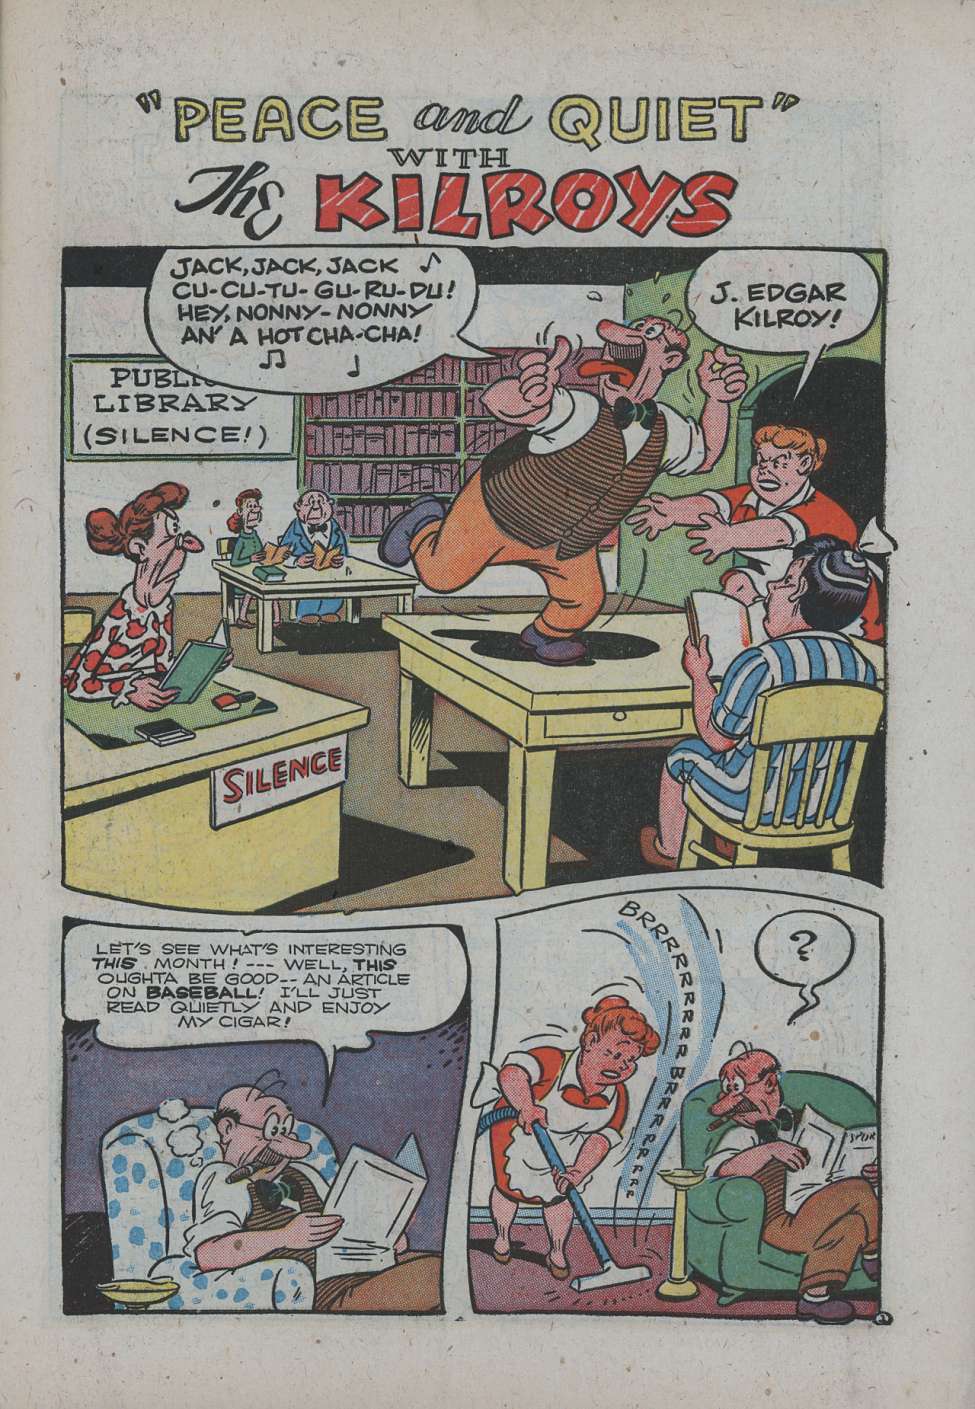 "PEACE and QUIET"
WITH
The KILROYS
JACK, JACK, JACK
CU-CU-TU-GU-RU-DU!
HEY, NONNY-NONNY
AN' A HOT CHA-CHA!
J. EDGAR
KILROY!
PUBLIC
LIBRARY
(SILENCE!)
SILENCE
LET'S SEE WHAT'S INTERESTING
THIS MONTH! --- WELL, THIS
OUGHTA BE GOOD-- AN ARTICLE
ON BASEBALL! I'LL JUST
READ QUIETLY AND ENJOY
MY CIGAR!
BRRRRRRRRRRRBRRRRRRRRRR
?